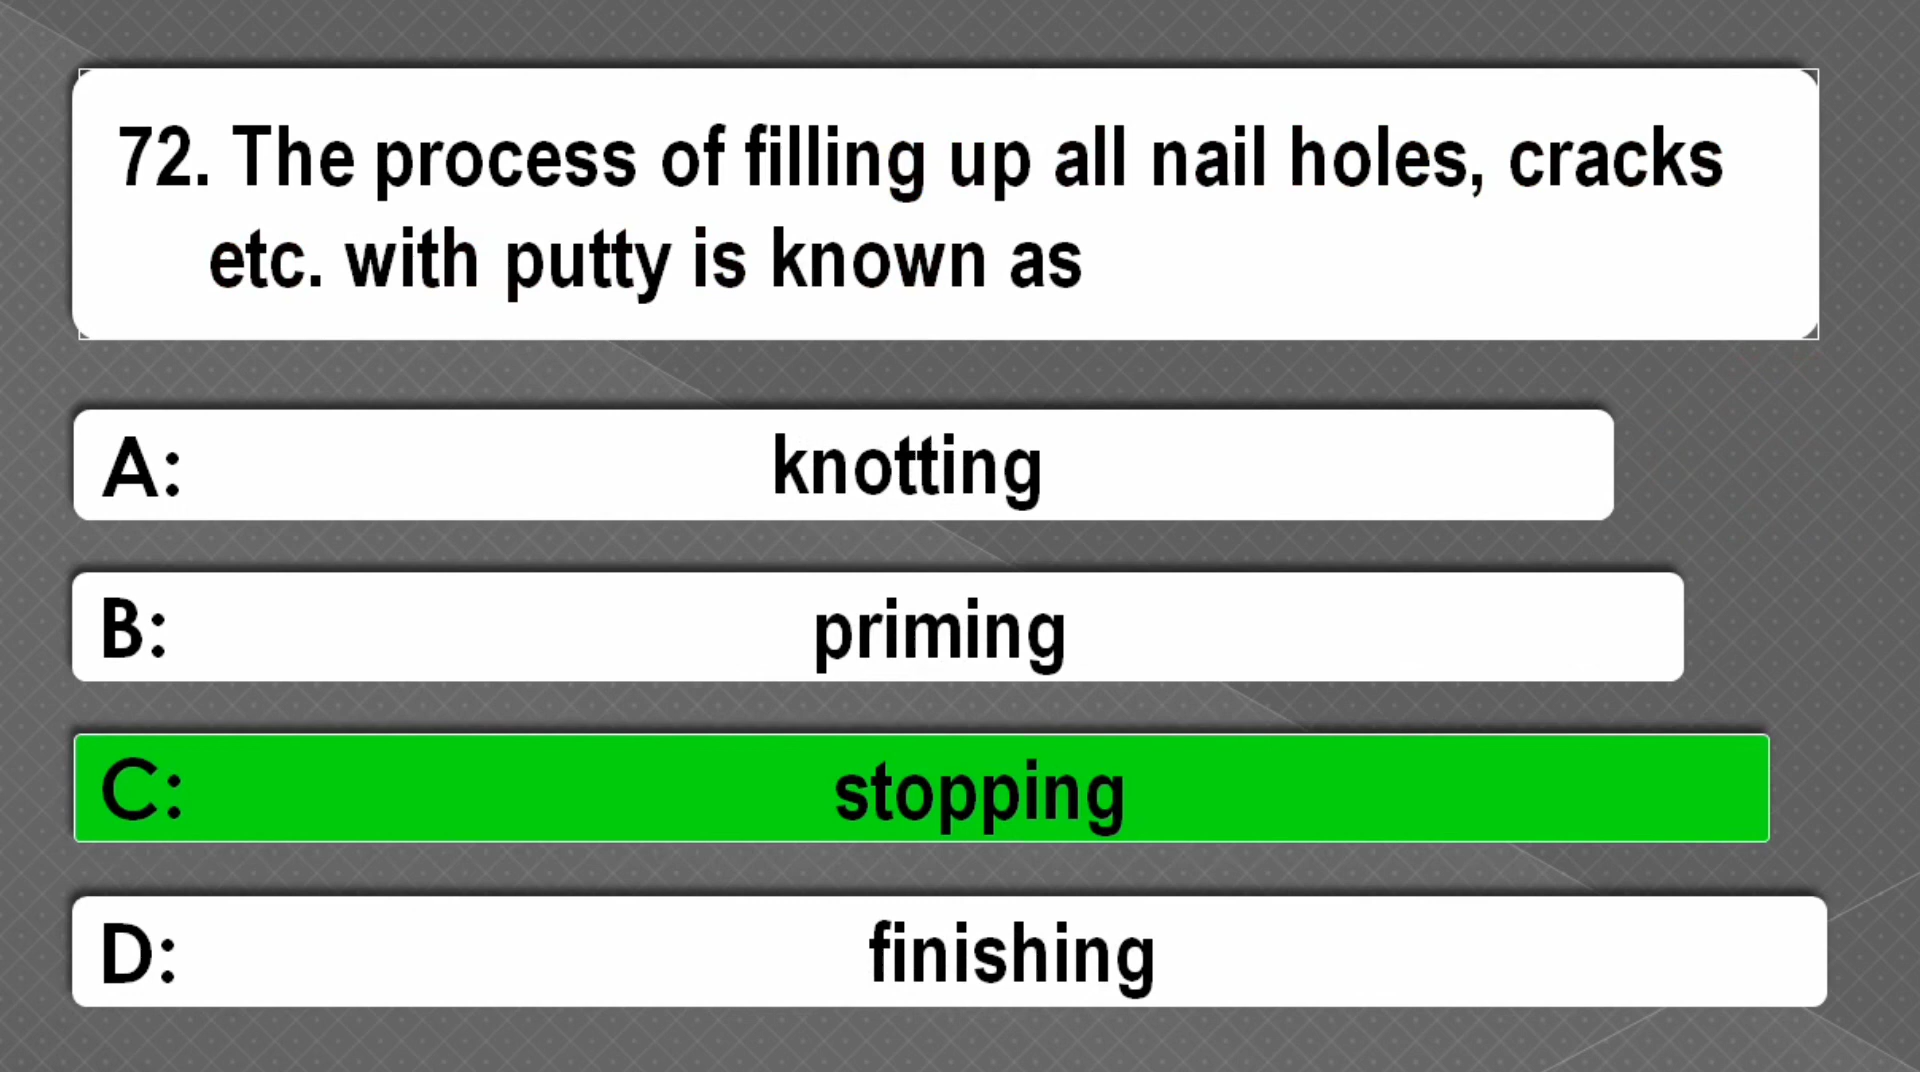 72. The process of filling up all nail holes, cracks
etc. with putty is known as
A: knotting
B: priming
C: stopping
D: finishing